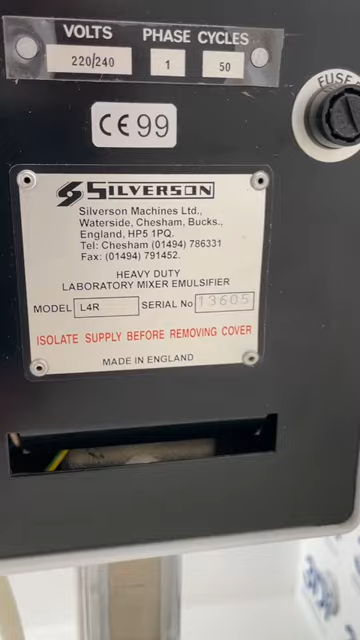 VOLTS PHASE CYCLES
220/240 1 50
FUSE
CE 99
SILVERSON
Silverson Machines Ltd.,
Waterside, Chesham, Bucks.,
England, HP5 1PQ.
Tel: Chesham (01494) 786331
Fax: (01494) 791452.
HEAVY DUTY
LABORATORY MIXER EMULSIFIER
MODEL L4R SERIAL No 13605
ISOLATE SUPPLY BEFORE REMOVING COVER
MADE IN ENGLAND